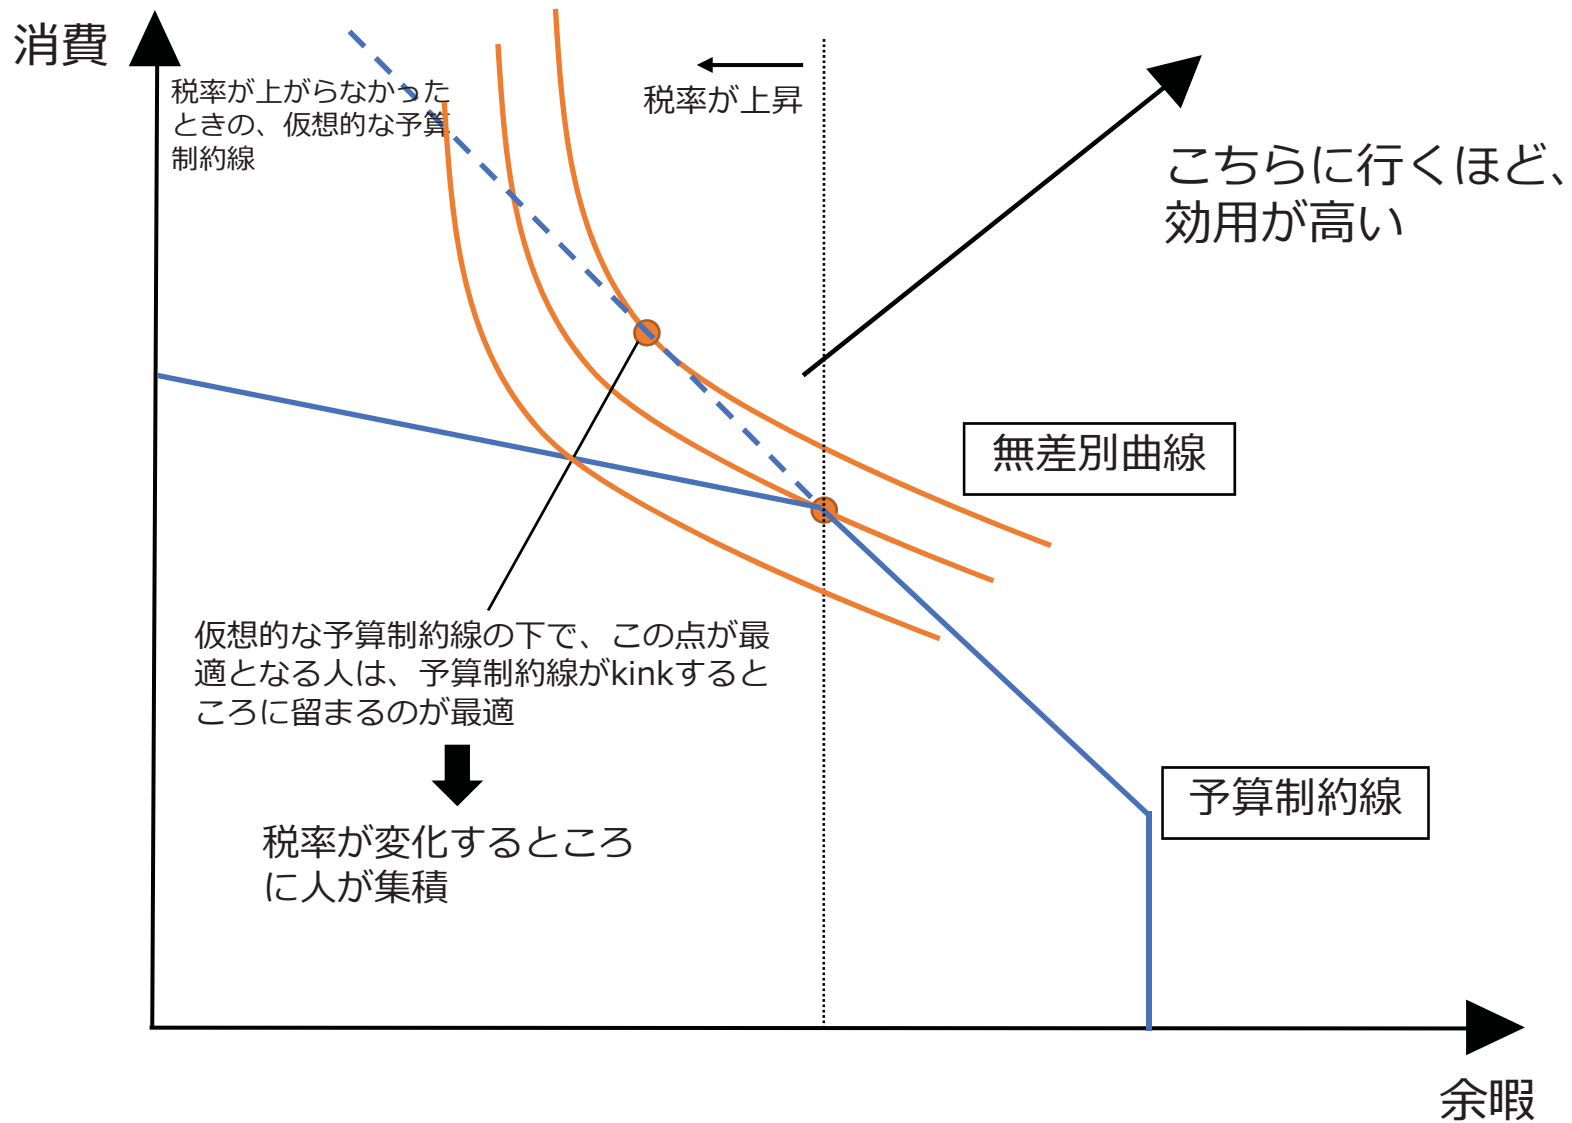 消費
税率が上がらなかった
ときの、仮想的な予算
制約線
税率が上昇
こちらに行くほど、
効用が高い
無差別曲線
仮想的な予算制約線の下で、この点が最
適となる人は、予算制約線がkinkすると
ころに留まるのが最適
予算制約線
税率が変化するところ
に人が集積
余暇